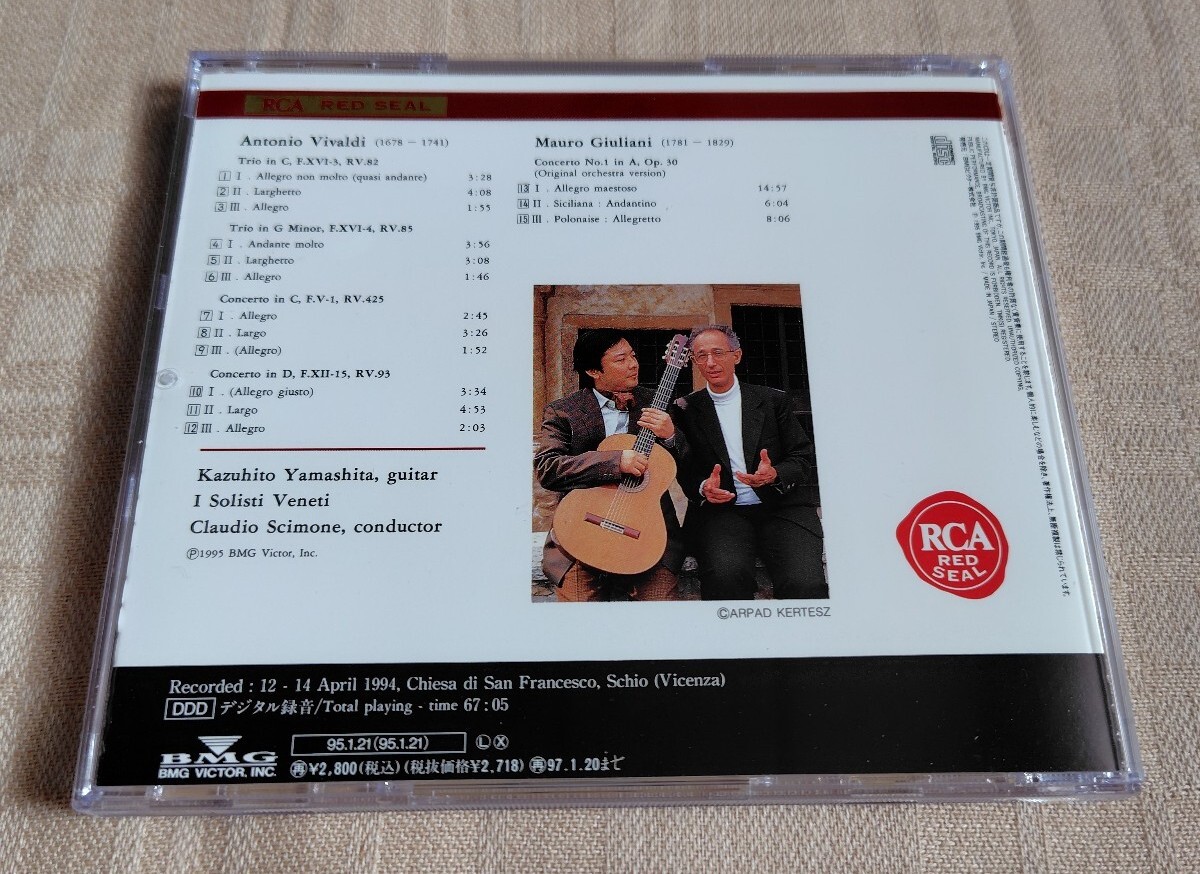 RCA RED SEAL
Antonio Vivaldi (1678 - 1741)
Trio in C, F.XVI-3, RV.82
1 I . Allegro non molto (quasi andante) 3:28
2 II . Larghetto 4:08
3 III . Allegro 1:55
Trio in G Minor, F.XVI-4, RV.85
4 I . Andante molto 3:56
5 II . Larghetto 3:08
6 III . Allegro 1:46
Concerto in C, F.V-1, RV.425
7 I . Allegro 2:45
8 II . Largo 3:26
9 III . (Allegro) 1:52
Concerto in D, F.XII-15, RV.93
10 I . (Allegro giusto) 3:34
11 II . Largo 4:53
12 III . Allegro 2:03
Kazuhito Yamashita, guitar
I Solisti Veneti
Claudio Scimone, conductor
Ⓟ1995 BMG Victor, Inc.
Mauro Giuliani (1781 - 1829)
Concerto No.1 in A, Op. 30
(Original orchestra version)
13 I . Allegro maestoso 14:57
14 II . Siciliana : Andantino 6:04
15 III . Polonaise : Allegretto 8:06
©ARPAD KERTESZ
RCA
RED
SEAL
Recorded : 12 - 14 April 1994, Chiesa di San Francesco, Schio (Vicenza)
DDD デジタル録音/Total playing - time 67:05
BMG
BMG VICTOR, INC.
95.1.21(95.1.21) Ⓛ Ⓧ
再¥2,800(税込)(税抜価格¥2,718) 再97.1.20まで